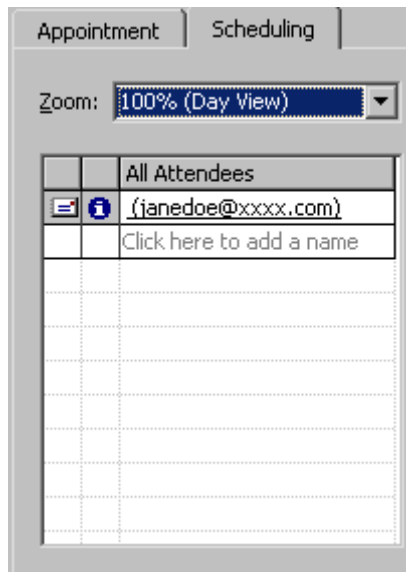 Appointment Scheduling
Zoom: 100% (Day View)
All Attendees
(janedoe@xxxx.com)
Click here to add a name